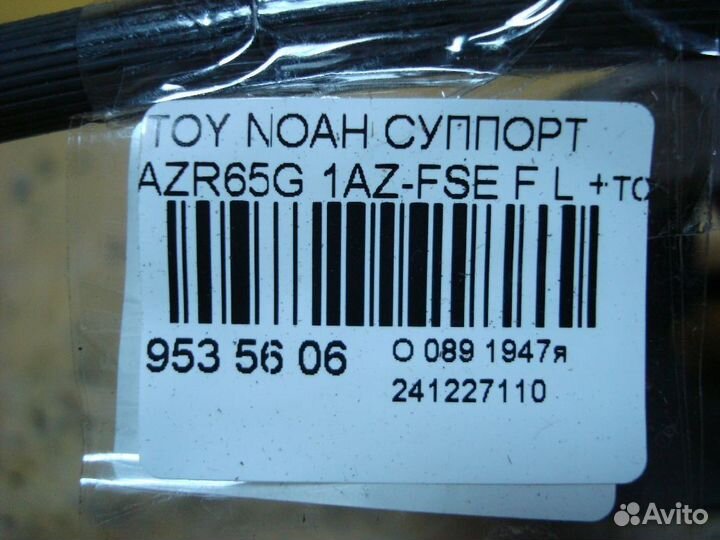 TOY NOAH СУППОРТ
AZR65G 1AZ-FSE F L +то
953 56 06
О 089 1947я
241227110
Avito